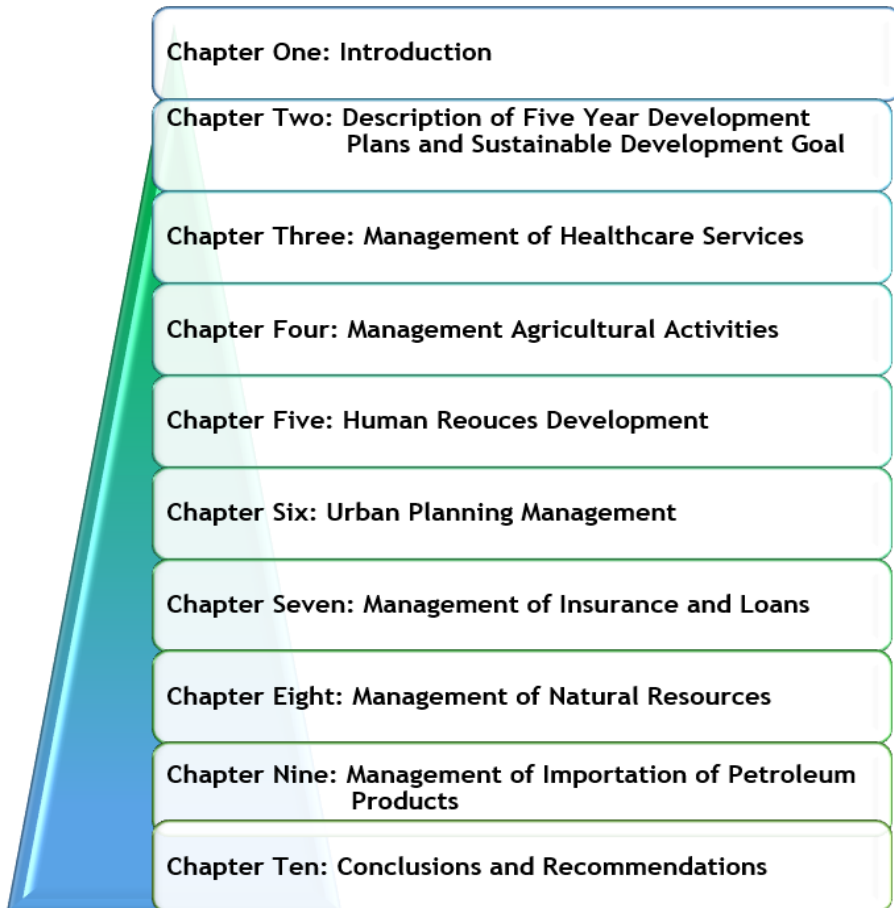 Chapter One: Introduction
Chapter Two: Description of Five Year Development
Plans and Sustainable Development Goal
Chapter Three: Management of Healthcare Services
Chapter Four: Management Agricultural Activities
Chapter Five: Human Reouces Development
Chapter Six: Urban Planning Management
Chapter Seven: Management of Insurance and Loans
Chapter Eight: Management of Natural Resources
Chapter Nine: Management of Importation of Petroleum
Products
Chapter Ten: Conclusions and Recommendations